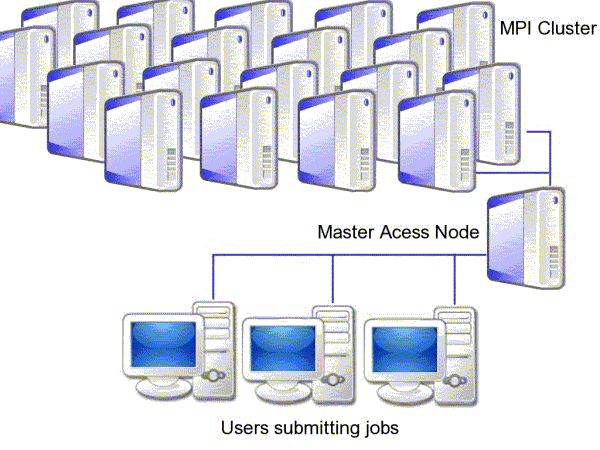 MPI Cluster
Master Acess Node
Users submitting jobs